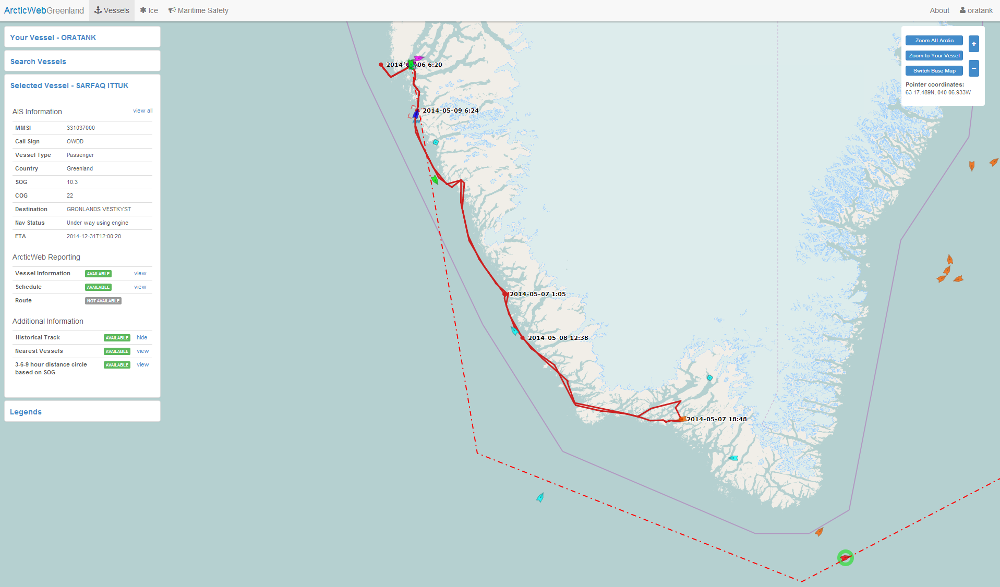 ArcticWebGreenland Vessels Ice Maritime Safety About oratank
Your Vessel - ORATANK
Search Vessels
Selected Vessel - SARFAQ ITTUK
AIS Information view all
MMSI 331037000
Call Sign OWDD
Vessel Type Passenger
Country Greenland
SOG 10.3
COG 22
Destination GRONLANDS VESTKYST
Nav Status Under way using engine
ETA 2014-12-31T12:00:20
ArcticWeb Reporting
Vessel Information AVAILABLE view
Schedule AVAILABLE view
Route NOT AVAILABLE
Additional Information
Historical Track AVAILABLE hide
Nearest Vessels AVAILABLE view
3-6-9 hour distance circle AVAILABLE view
based on SOG
Legends
06 6:20
2014-05-09 6:24
2014-05-07 1:05
2014-05-08 12:38
2014-05-07 18:48
Zoom All Arctic
+
Zoom to Your Vessel
Switch Base Map
−
Pointer coordinates:
63 17.489N, 040 06.933W